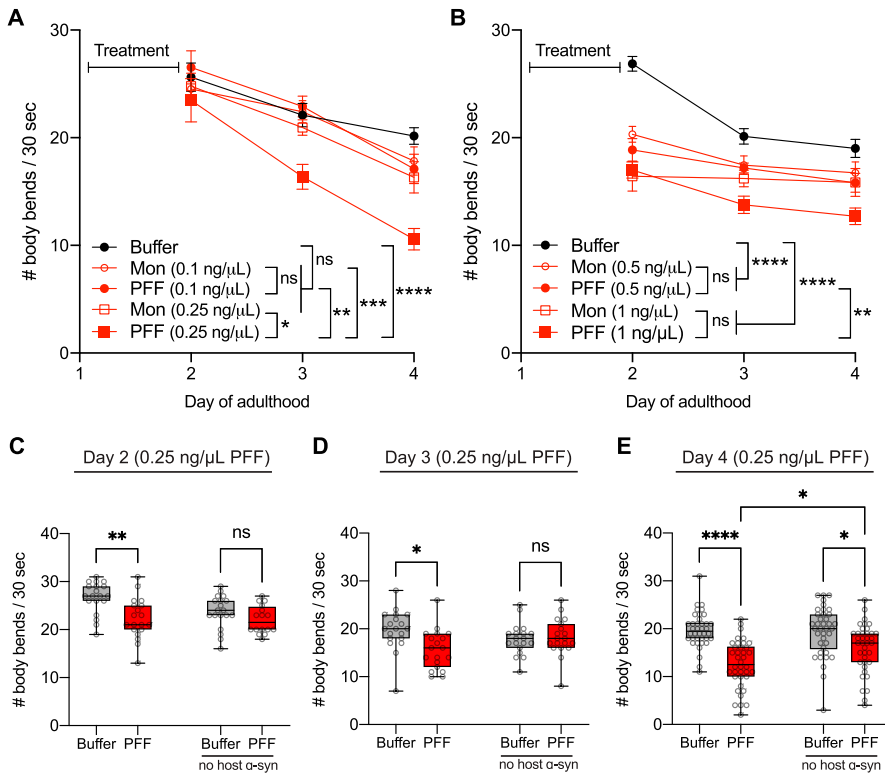 A
30
20
10
0
# body bends / 30 sec
Treatment
Buffer
Mon (0.1 ng/μL)
PFF (0.1 ng/μL)
Mon (0.25 ng/μL)
PFF (0.25 ng/μL)
ns
*
ns
**
***
****
1 2 3 4
Day of adulthood
B
30
20
10
0
# body bends / 30 sec
Treatment
Buffer
Mon (0.5 ng/μL)
PFF (0.5 ng/μL)
Mon (1 ng/μL)
PFF (1 ng/μL)
ns
ns
****
****
**
1 2 3 4
Day of adulthood
C
Day 2 (0.25 ng/μL PFF)
# body bends / 30 sec
40
30
20
10
0
**
ns
Buffer PFF Buffer PFF
no host α-syn
D
Day 3 (0.25 ng/μL PFF)
# body bends / 30 sec
40
30
20
10
0
*
ns
Buffer PFF Buffer PFF
no host α-syn
E
Day 4 (0.25 ng/μL PFF)
# body bends / 30 sec
40
30
20
10
0
*
****
*
Buffer PFF Buffer PFF
no host α-syn